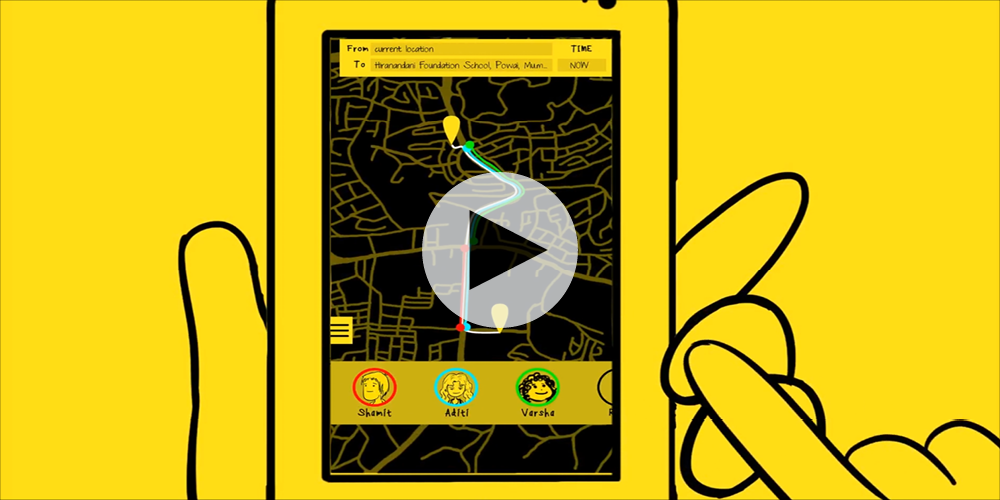 From current location TIME
To Hiranandani Foundation School, Powai, Mum... NOW
Shamit Aditi Varsha